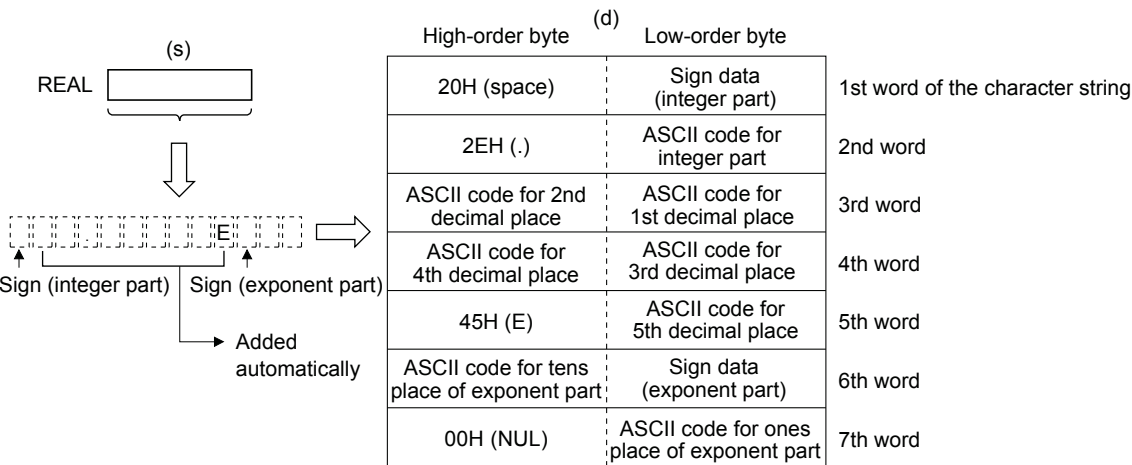 (d)
High-order byte Low-order byte
(s)
REAL
20H (space)
Sign data
(integer part)
1st word of the character string
2EH (.)
ASCII code for
integer part
2nd word
ASCII code for 2nd
decimal place
ASCII code for
1st decimal place
3rd word
. E
ASCII code for
4th decimal place
ASCII code for
3rd decimal place
4th word
Sign (integer part) Sign (exponent part)
45H (E)
ASCII code for
5th decimal place
5th word
Added
automatically
ASCII code for tens
place of exponent part
Sign data
(exponent part)
6th word
00H (NUL)
ASCII code for ones
place of exponent part
7th word